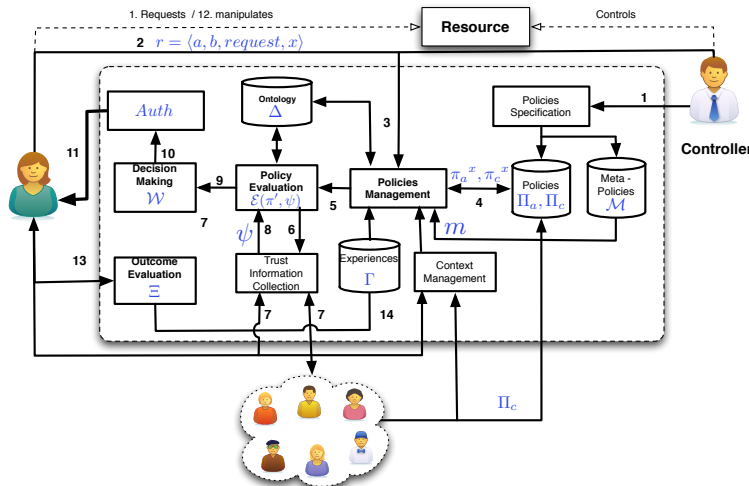 1. Requests / 12. manipulates
Resource
Controls
2 r = ⟨a, b, request, x⟩
Controller
1
Policies
Specification
Auth
Ontology
Δ
3
11
10
Decision
Making
W
9
Policy
Evaluation
E(π′, ψ)
5
Policies
Management
π_a^x, π_c^x
4
Policies
Π_a, Π_c
Meta -
Policies
M
7
ψ
8
6
m
13
Outcome
Evaluation
Ξ
Trust
Information
Collection
Experiences
Γ
Context
Management
7
7
14
Π_c